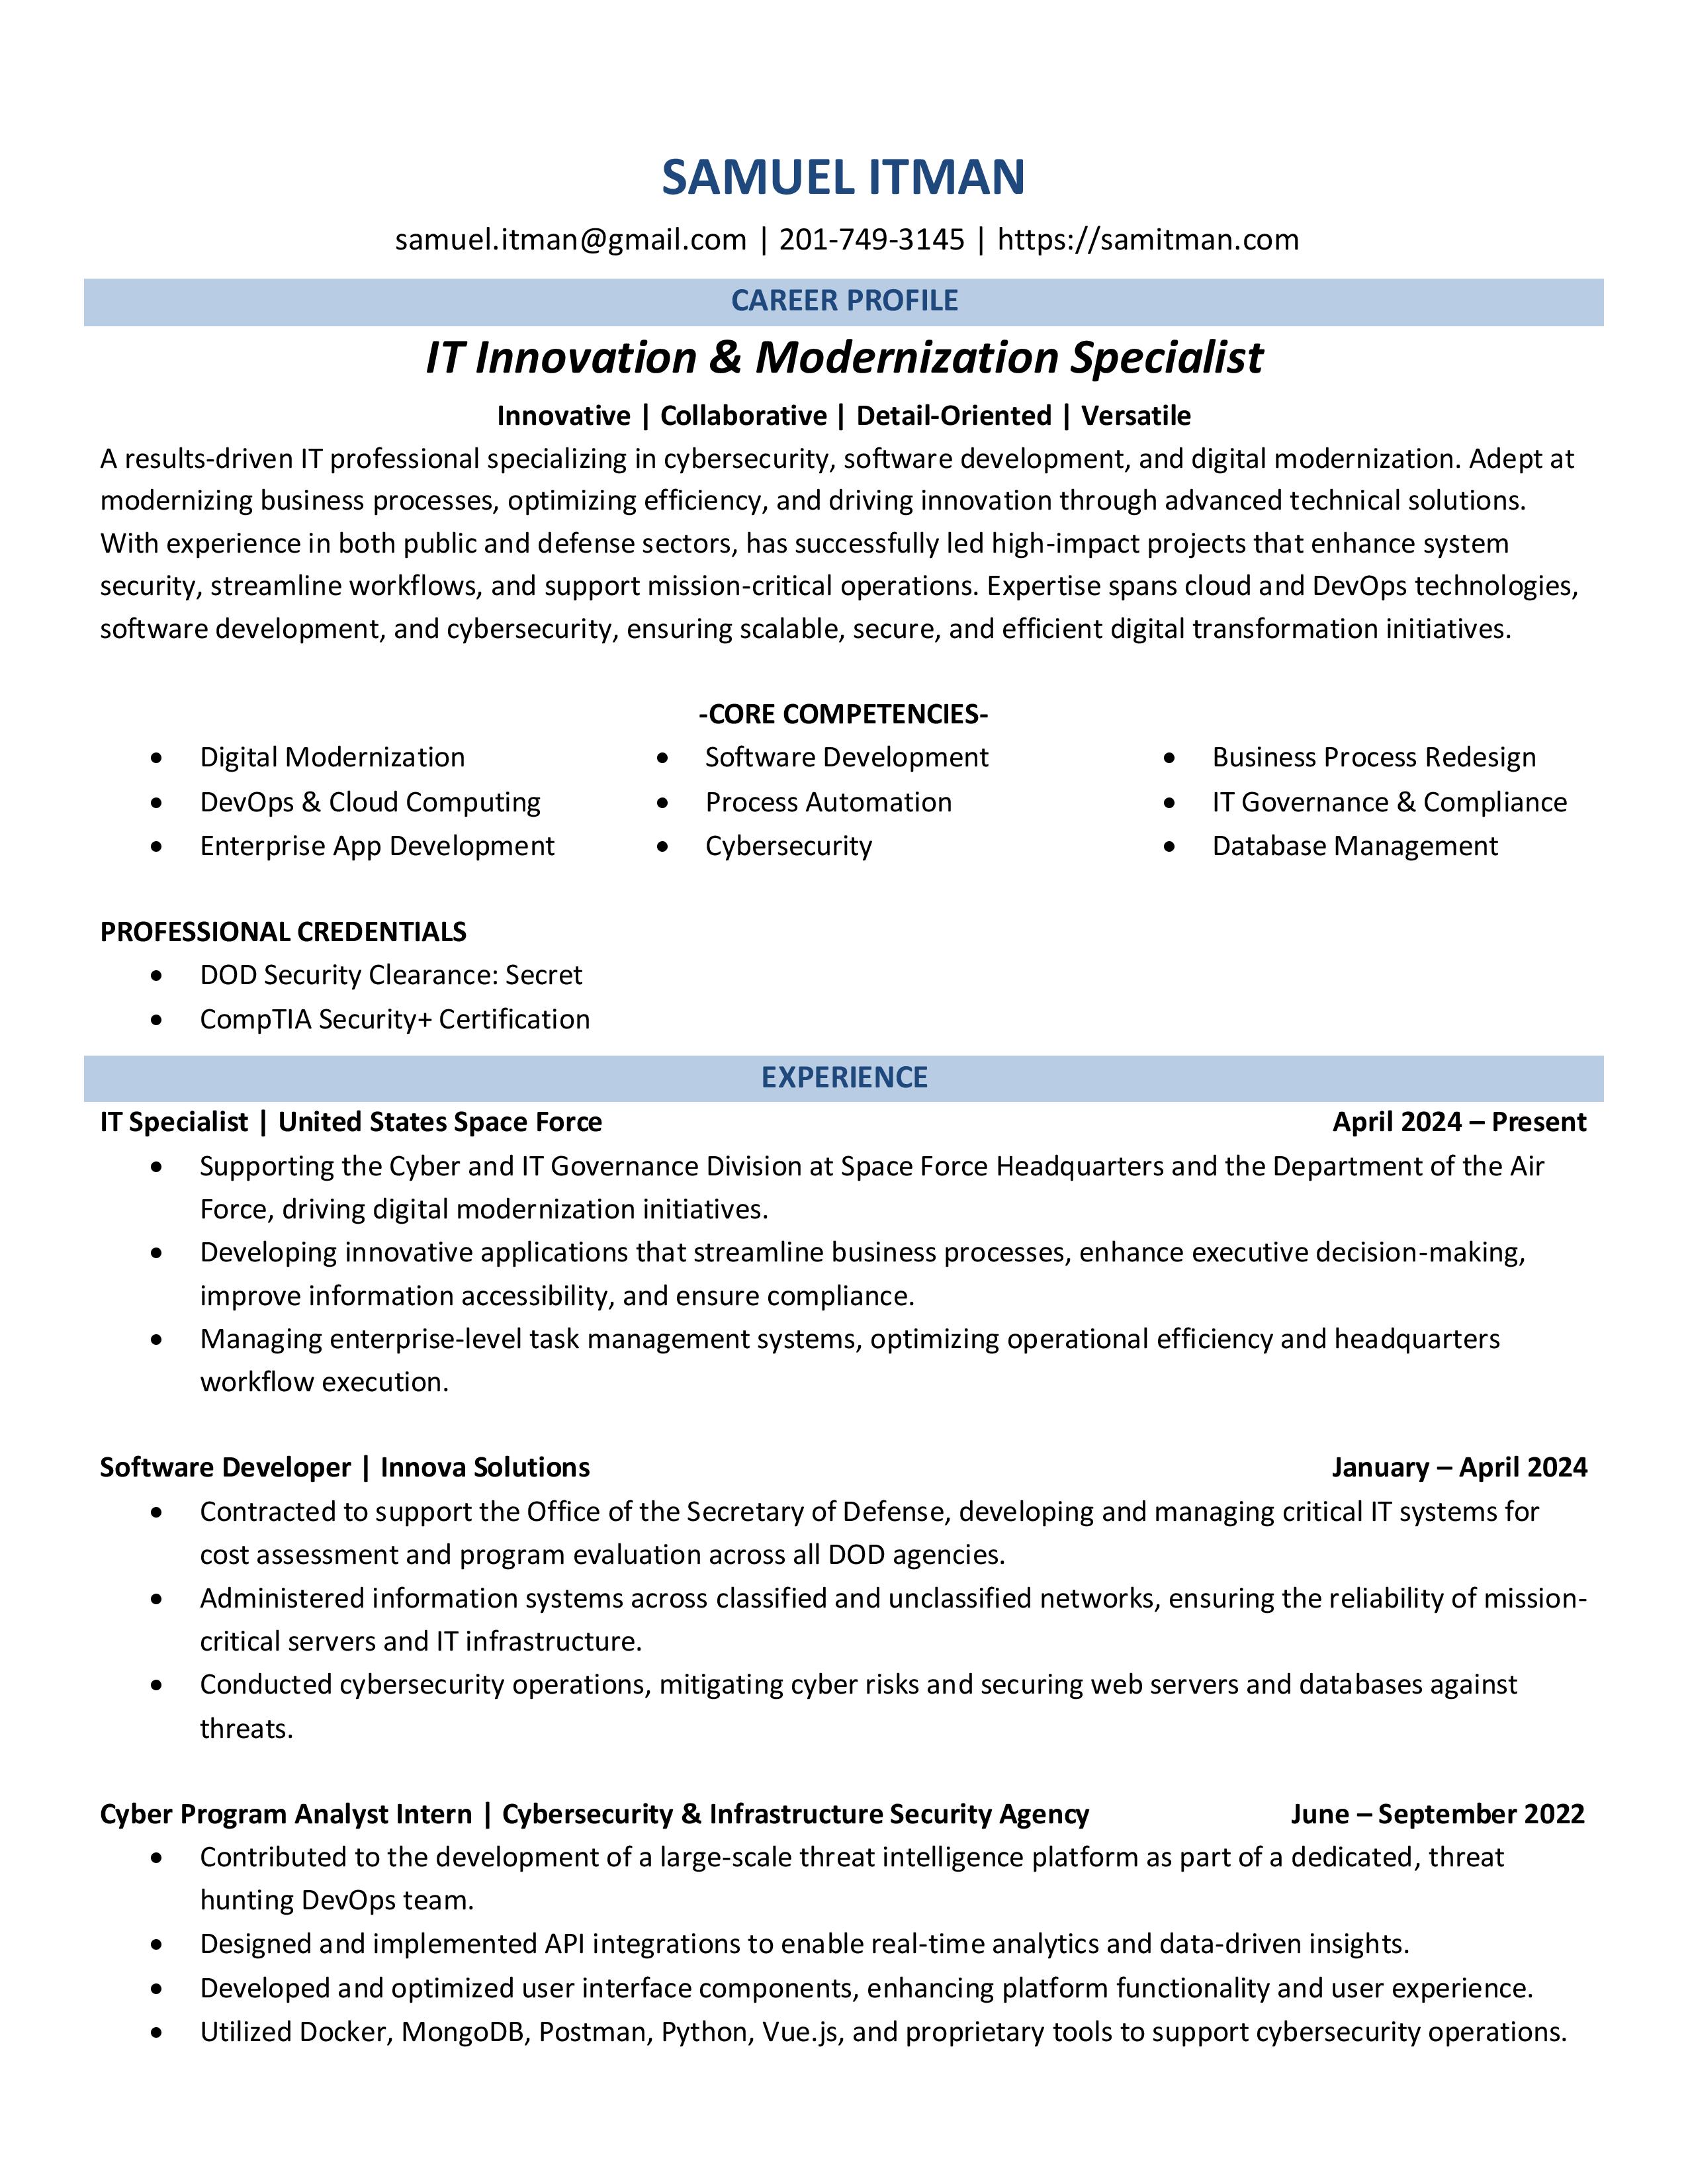 SAMUEL ITMAN
samuel.itman@gmail.com | 201-749-3145 | https://samitman.com
CAREER PROFILE
IT Innovation & Modernization Specialist
Innovative | Collaborative | Detail-Oriented | Versatile
A results-driven IT professional specializing in cybersecurity, software development, and digital modernization. Adept at
modernizing business processes, optimizing efficiency, and driving innovation through advanced technical solutions.
With experience in both public and defense sectors, has successfully led high-impact projects that enhance system
security, streamline workflows, and support mission-critical operations. Expertise spans cloud and DevOps technologies,
software development, and cybersecurity, ensuring scalable, secure, and efficient digital transformation initiatives.
-CORE COMPETENCIES-
• Digital Modernization
• DevOps & Cloud Computing
• Enterprise App Development
• Software Development
• Process Automation
• Cybersecurity
• Business Process Redesign
• IT Governance & Compliance
• Database Management
PROFESSIONAL CREDENTIALS
• DOD Security Clearance: Secret
• CompTIA Security+ Certification
EXPERIENCE
IT Specialist | United States Space Force April 2024 – Present
• Supporting the Cyber and IT Governance Division at Space Force Headquarters and the Department of the Air
Force, driving digital modernization initiatives.
• Developing innovative applications that streamline business processes, enhance executive decision-making,
improve information accessibility, and ensure compliance.
• Managing enterprise-level task management systems, optimizing operational efficiency and headquarters
workflow execution.
Software Developer | Innova Solutions January – April 2024
• Contracted to support the Office of the Secretary of Defense, developing and managing critical IT systems for
cost assessment and program evaluation across all DOD agencies.
• Administered information systems across classified and unclassified networks, ensuring the reliability of mission-
critical servers and IT infrastructure.
• Conducted cybersecurity operations, mitigating cyber risks and securing web servers and databases against
threats.
Cyber Program Analyst Intern | Cybersecurity & Infrastructure Security Agency June – September 2022
• Contributed to the development of a large-scale threat intelligence platform as part of a dedicated, threat
hunting DevOps team.
• Designed and implemented API integrations to enable real-time analytics and data-driven insights.
• Developed and optimized user interface components, enhancing platform functionality and user experience.
• Utilized Docker, MongoDB, Postman, Python, Vue.js, and proprietary tools to support cybersecurity operations.